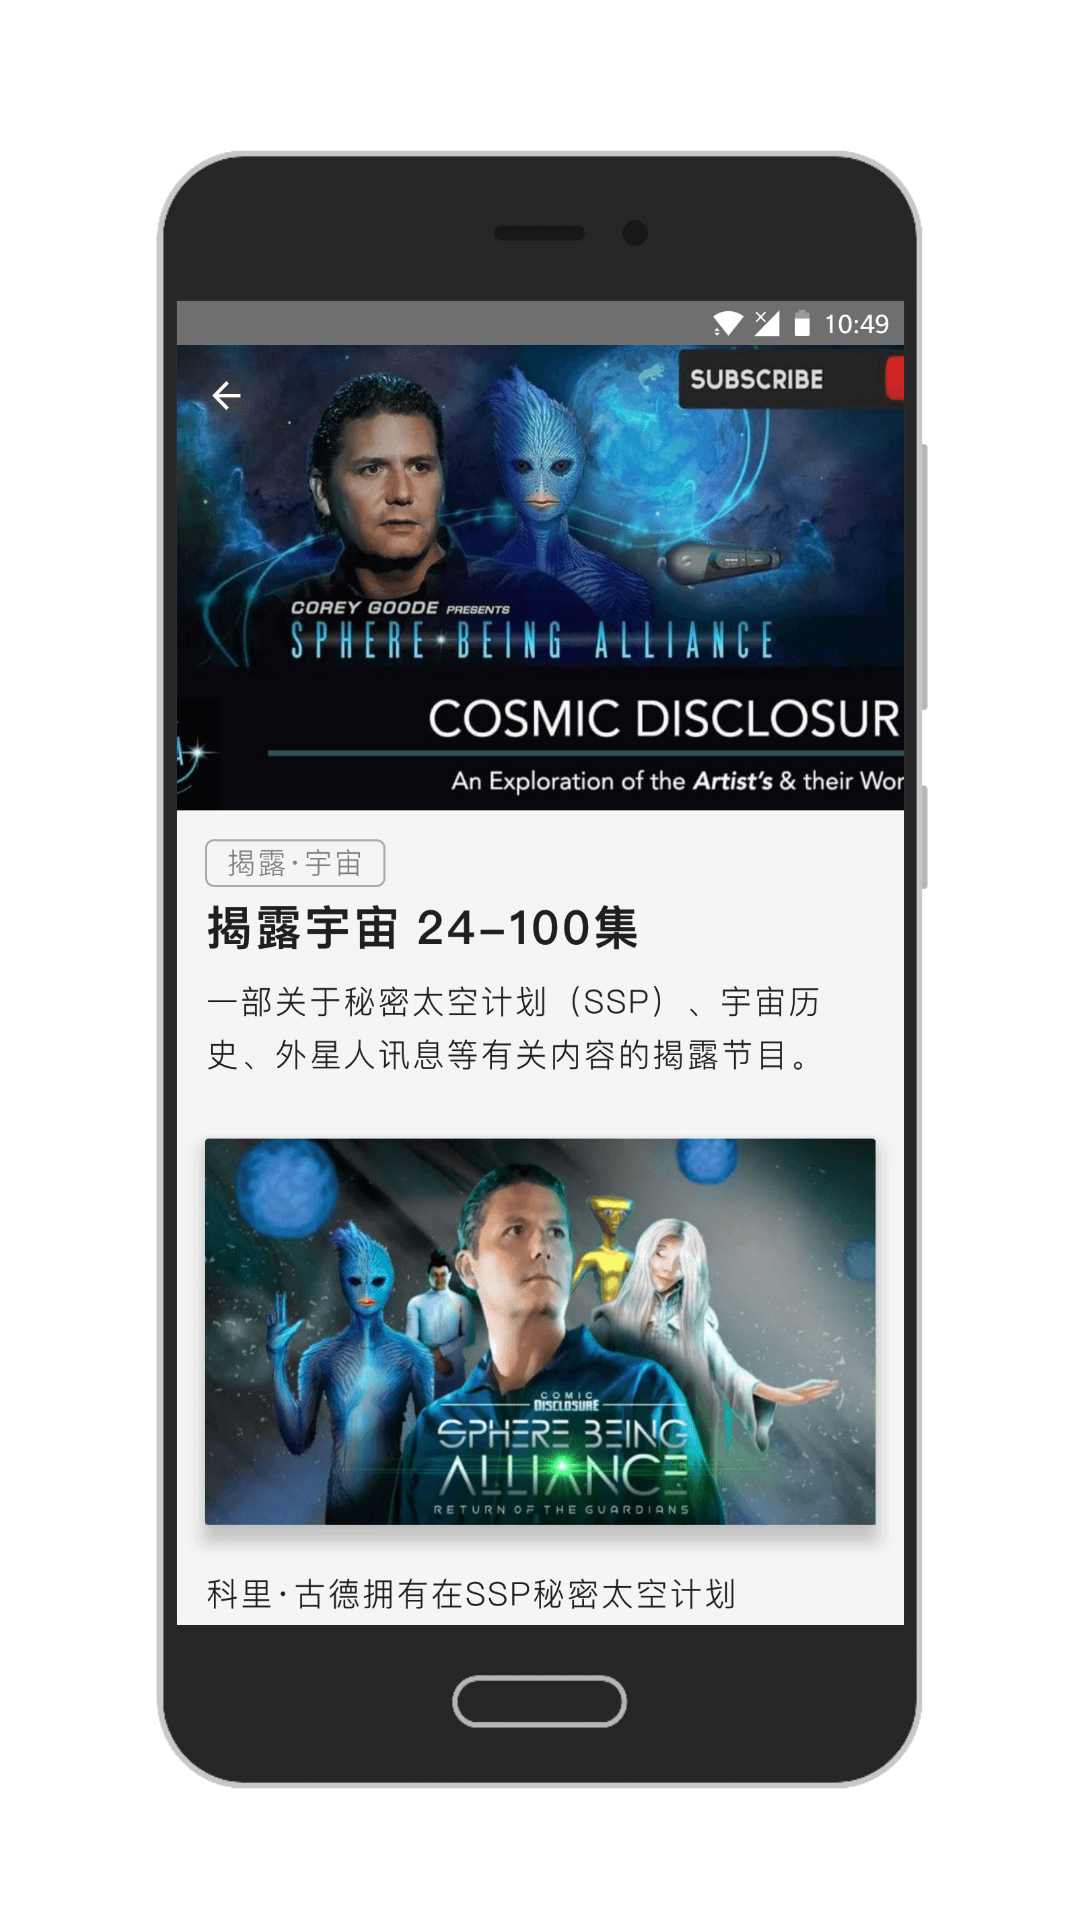 10:49
SUBSCRIBE
COREY GOODE PRESENTS
SPHERE BEING ALLIANCE
COSMIC DISCLOSUR
An Exploration of the Artist's & their Wor
揭露·宇宙
揭露宇宙 24–100集
一部关于秘密太空计划（SSP）、宇宙历
史、外星人讯息等有关内容的揭露节目。
COMIC
DISCLOSURE
SPHERE BEING
ALLIANCE
RETURN OF THE GUARDIANS
科里·古德拥有在SSP秘密太空计划